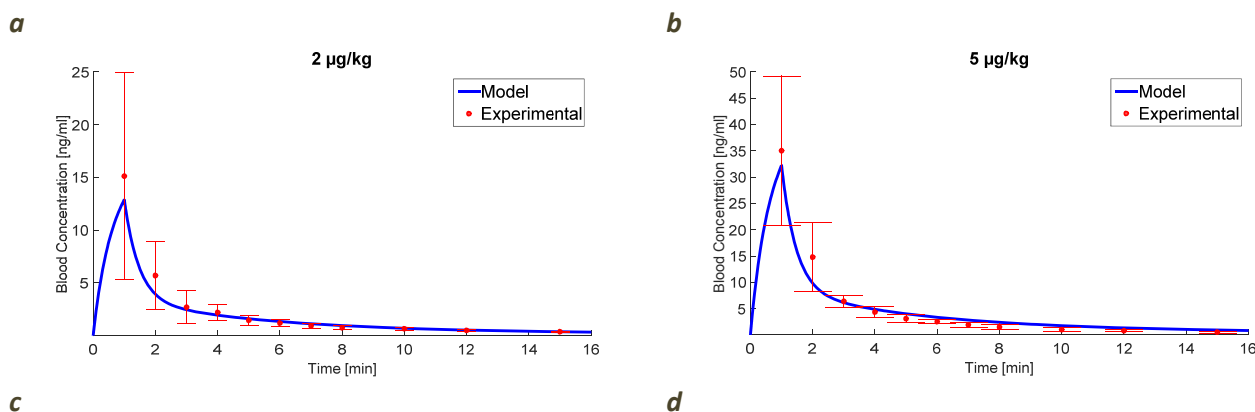 a
2 µg/kg
25
20
15
10
5
Blood Concentration [ng/ml]
Model
Experimental
0 2 4 6 8 10 12 14 16
Time [min]
b
5 µg/kg
50
45
40
35
30
25
20
15
10
5
Blood Concentration [ng/ml]
Model
Experimental
0 2 4 6 8 10 12 14 16
Time [min]
c
d